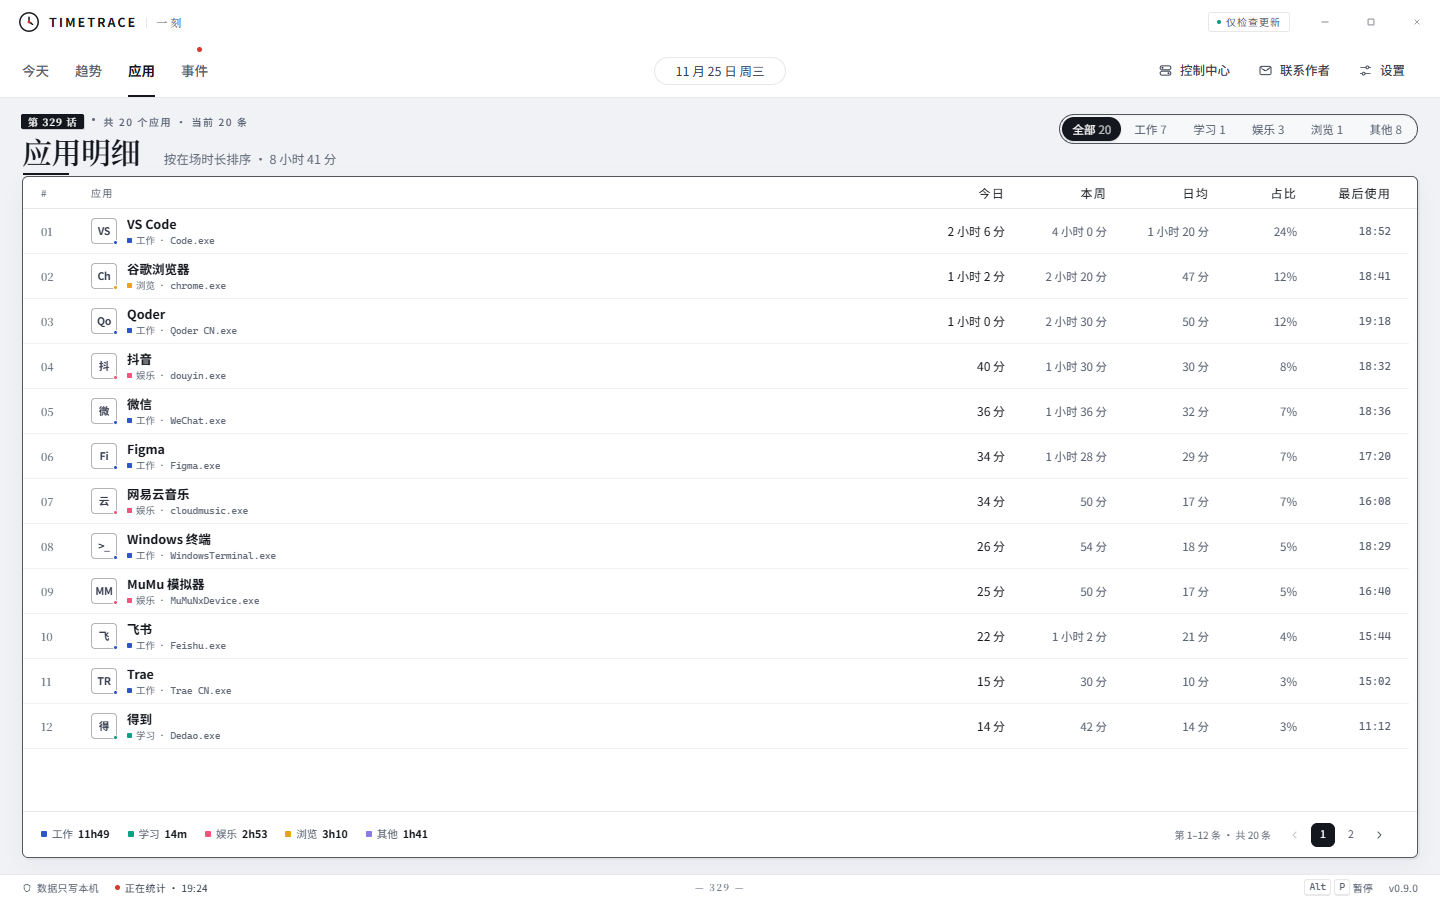 TIMETRACE 一刻
仅检查更新
今天 趋势 应用 事件
11 月 25 日 周三
控制中心 联系作者 设置
第 329 话 • 共 20 个应用 • 当前 20 条
全部 20 工作 7 学习 1 娱乐 3 浏览 1 其他 8
应用明细 按在场时长排序 • 8 小时 41 分
# 应用 今日 本周 日均 占比 最后使用
01 VS VS Code 2 小时 6 分 4 小时 0 分 1 小时 20 分 24% 18:52
工作 · Code.exe
02 Ch 谷歌浏览器 1 小时 2 分 2 小时 20 分 47 分 12% 18:41
浏览 · chrome.exe
03 Qo Qoder 1 小时 0 分 2 小时 30 分 50 分 12% 19:18
工作 · Qoder CN.exe
04 抖 抖音 40 分 1 小时 30 分 30 分 8% 18:32
娱乐 · douyin.exe
05 微 微信 36 分 1 小时 36 分 32 分 7% 18:36
工作 · WeChat.exe
06 Fi Figma 34 分 1 小时 28 分 29 分 7% 17:20
工作 · Figma.exe
07 云 网易云音乐 34 分 50 分 17 分 7% 16:08
娱乐 · cloudmusic.exe
08 >_ Windows 终端 26 分 54 分 18 分 5% 18:29
工作 · WindowsTerminal.exe
09 MM MuMu 模拟器 25 分 50 分 17 分 5% 16:40
娱乐 · MuMuNxDevice.exe
10 飞 飞书 22 分 1 小时 2 分 21 分 4% 15:44
工作 · Feishu.exe
11 TR Trae 15 分 30 分 10 分 3% 15:02
工作 · Trae CN.exe
12 得 得到 14 分 42 分 14 分 3% 11:12
学习 · Dedao.exe
工作 11h49 学习 14m 娱乐 2h53 浏览 3h10 其他 1h41
第 1–12 条 • 共 20 条 ‹ 1 2 ›
数据只写本机 正在统计 • 19:24
— 329 —
Alt P 暂停 v0.9.0